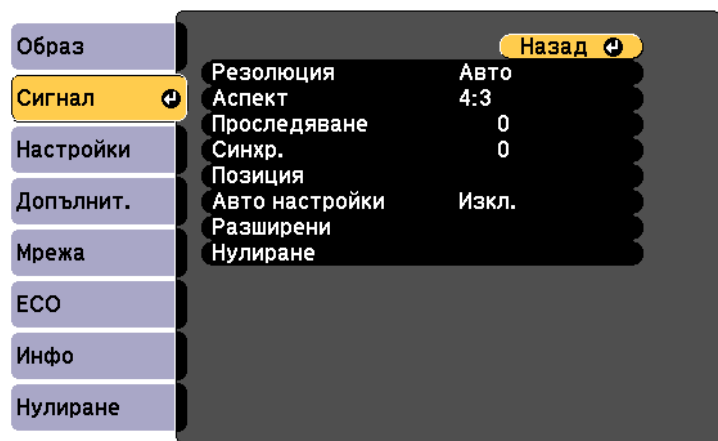 Образ
Сигнал
Настройки
Допълнит.
Мрежа
ECO
Инфо
Нулиране
Назад
Резолюция Авто
Аспект 4:3
Проследяване 0
Синхр. 0
Позиция
Авто настройки Изкл.
Разширени
Нулиране